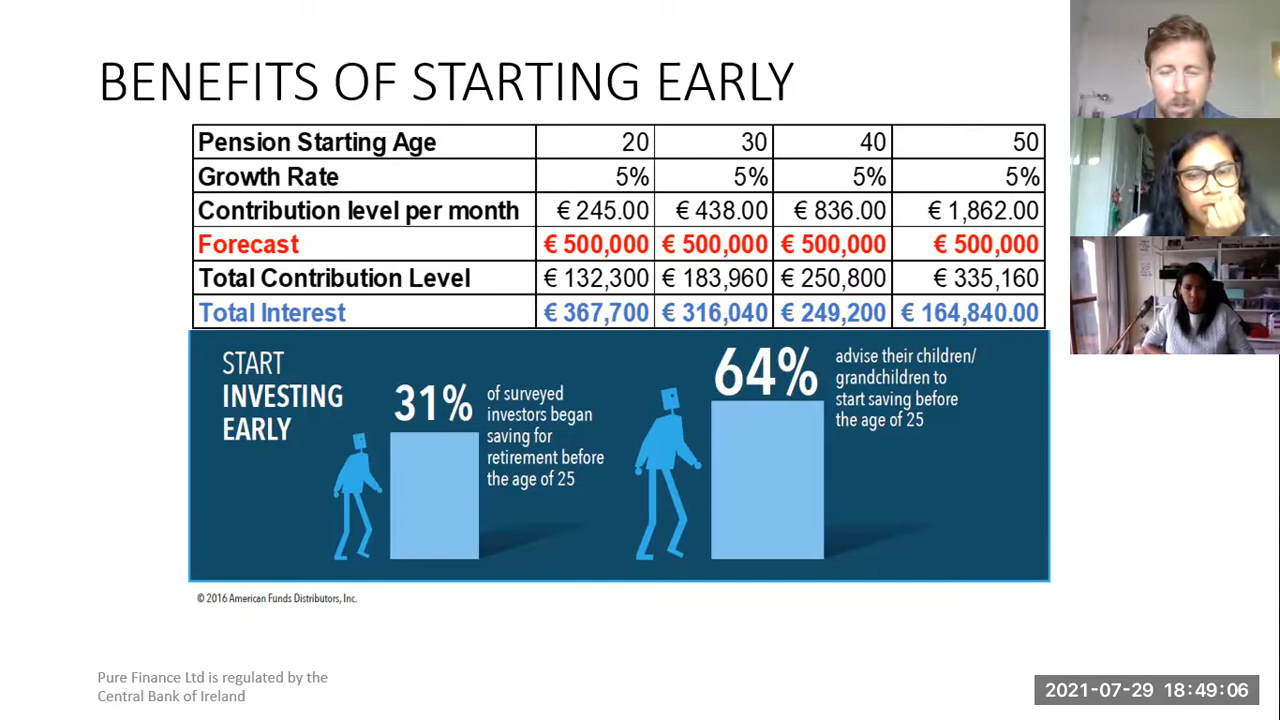 BENEFITS OF STARTING EARLY
Pension Starting Age 20 30 40 50
Growth Rate 5% 5% 5% 5%
Contribution level per month € 245.00 € 438.00 € 836.00 € 1,862.00
Forecast € 500,000 € 500,000 € 500,000 € 500,000
Total Contribution Level € 132,300 € 183,960 € 250,800 € 335,160
Total Interest € 367,700 € 316,040 € 249,200 € 164,840.00
START
INVESTING
EARLY
31%
of surveyed
investors began
saving for
retirement before
the age of 25
64%
advise their children/
grandchildren to
start saving before
the age of 25
© 2016 American Funds Distributors, Inc.
Pure Finance Ltd is regulated by the
Central Bank of Ireland
2021-07-29 18:49:06